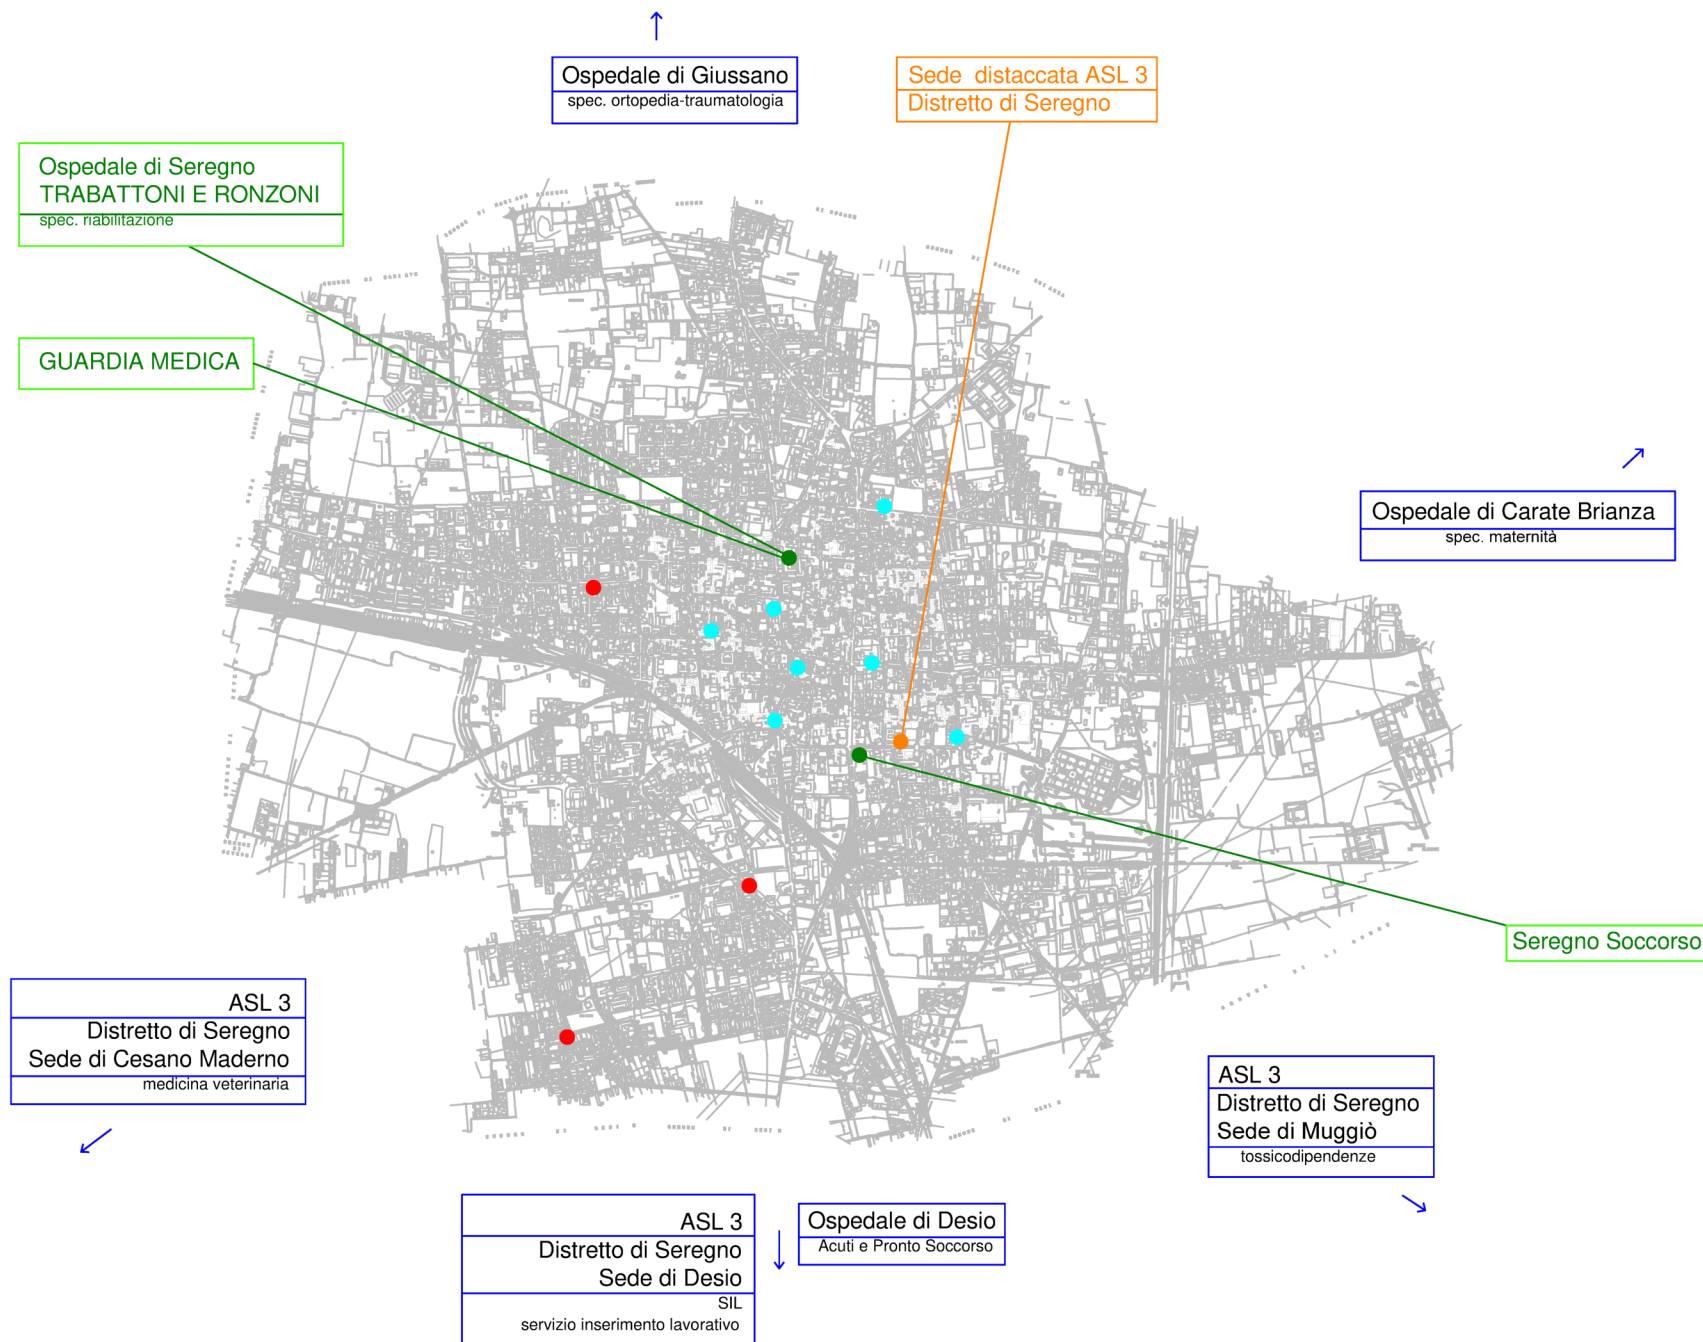 Ospedale di Giussano
spec. ortopedia-traumatologia
Sede distaccata ASL 3
Distretto di Seregno
Ospedale di Seregno
TRABATTONI E RONZONI
spec. riabilitazione
GUARDIA MEDICA
Ospedale di Carate Brianza
spec. maternità
Seregno Soccorso
ASL 3
Distretto di Seregno
Sede di Cesano Maderno
medicina veterinaria
ASL 3
Distretto di Seregno
Sede di Muggiò
tossicodipendenze
ASL 3
Distretto di Seregno
Sede di Desio
SIL
servizio inserimento lavorativo
Ospedale di Desio
Acuti e Pronto Soccorso